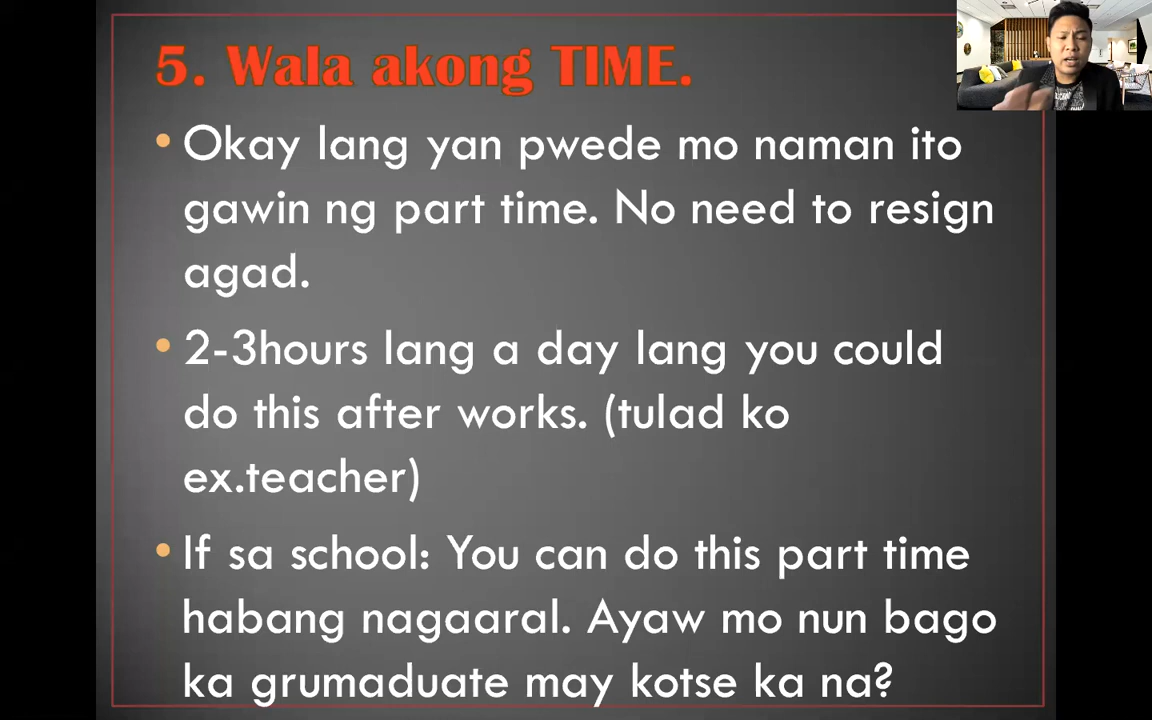 5. Wala akong TIME.
• Okay lang yan pwede mo naman ito
gawin ng part time. No need to resign
agad.
• 2-3hours lang a day lang you could
do this after works. (tulad ko
ex.teacher)
• If sa school: You can do this part time
habang nagaaral. Ayaw mo nun bago
ka grumaduate may kotse ka na?